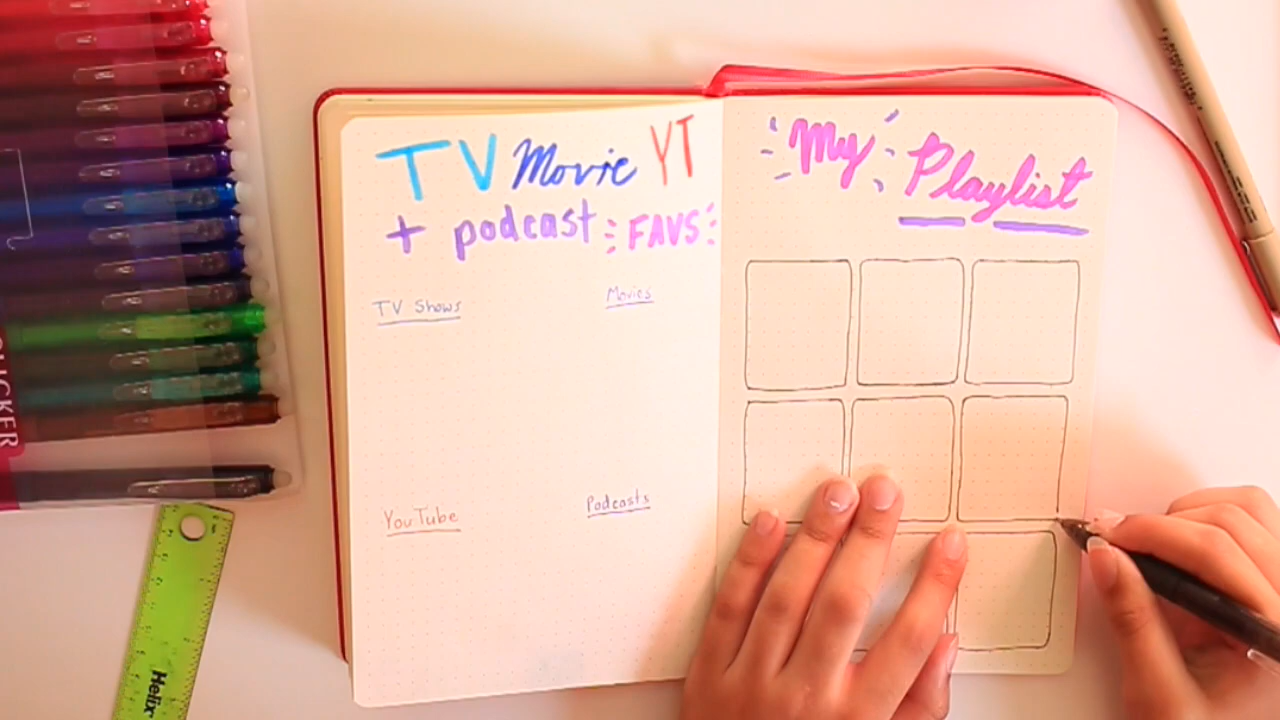 TV Movie YT
+ podcast FAVS
TV Shows
Movies
YouTube
Podcasts
My Playlist
Helix